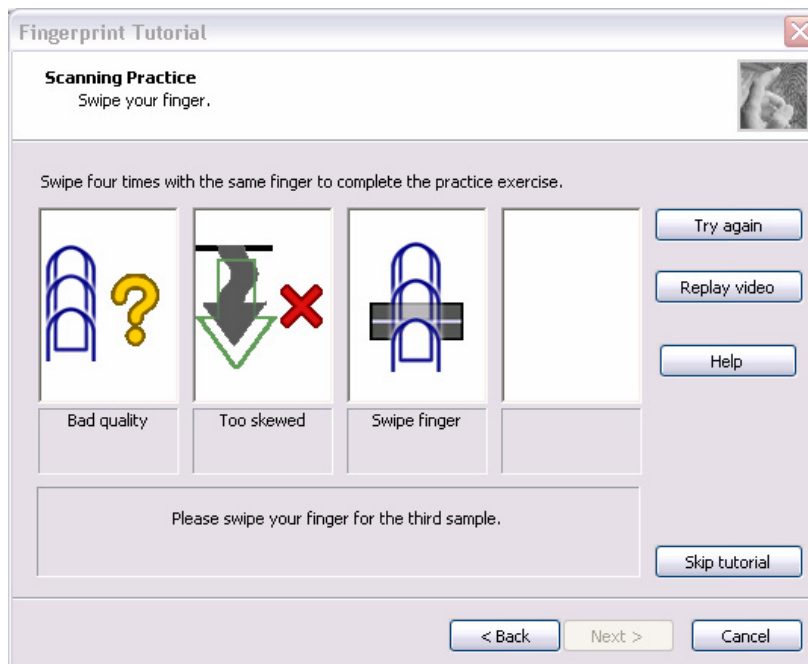 Fingerprint Tutorial
Scanning Practice
Swipe your finger.
Swipe four times with the same finger to complete the practice exercise.
Bad quality
Too skewed
Swipe finger
Please swipe your finger for the third sample.
Try again
Replay video
Help
Skip tutorial
< Back
Next >
Cancel